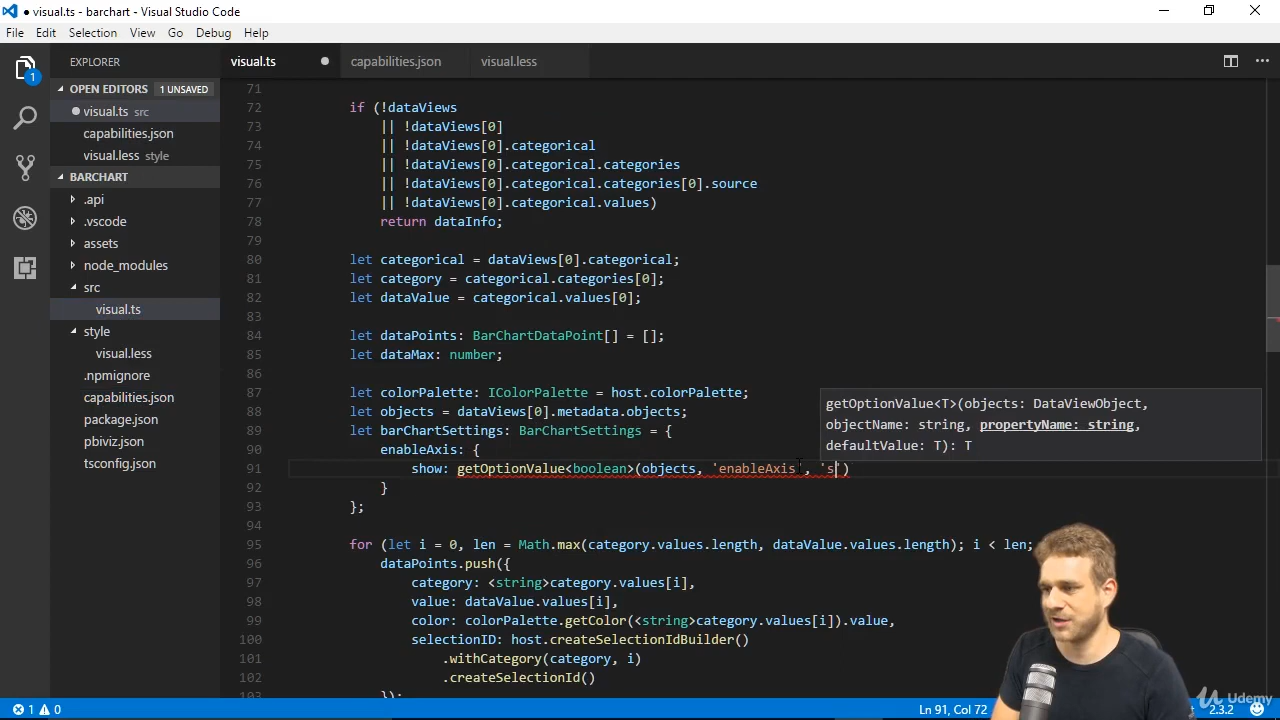 visual.ts - barchart - Visual Studio Code
File Edit Selection View Go Debug Help
EXPLORER
visual.ts
capabilities.json
visual.less
1
OPEN EDITORS 1 UNSAVED
visual.ts src
capabilities.json
visual.less style
BARCHART
.api
.vscode
assets
node_modules
src
visual.ts
style
visual.less
.npmignore
capabilities.json
package.json
pbiviz.json
tsconfig.json
71
72 if (!dataViews
73 || !dataViews[0]
74 || !dataViews[0].categorical
75 || !dataViews[0].categorical.categories
76 || !dataViews[0].categorical.categories[0].source
77 || !dataViews[0].categorical.values)
78 return dataInfo;
79
80 let categorical = dataViews[0].categorical;
81 let category = categorical.categories[0];
82 let dataValue = categorical.values[0];
83
84 let dataPoints: BarChartDataPoint[] = [];
85 let dataMax: number;
86
87 let colorPalette: IColorPalette = host.colorPalette;
88 let objects = dataViews[0].metadata.objects;
89 let barChartSettings: BarChartSettings = {
90 enableAxis: {
91 show: getOptionValue<boolean>(objects, 'enableAxis', 's')
92 }
93 };
94
95 for (let i = 0, len = Math.max(category.values.length, dataValue.values.length); i < len;
96 dataPoints.push({
97 category: <string>category.values[i],
98 value: dataValue.values[i],
99 color: colorPalette.getColor(<string>category.values[i]).value,
100 selectionID: host.createSelectionIdBuilder()
101 .withCategory(category, i)
102 .createSelectionId()
103 });
getOptionValue<T>(objects: DataViewObject,
objectName: string, propertyName: string,
defaultValue: T): T
1 0
Ln 91, Col 72
2.3.2
Udemy